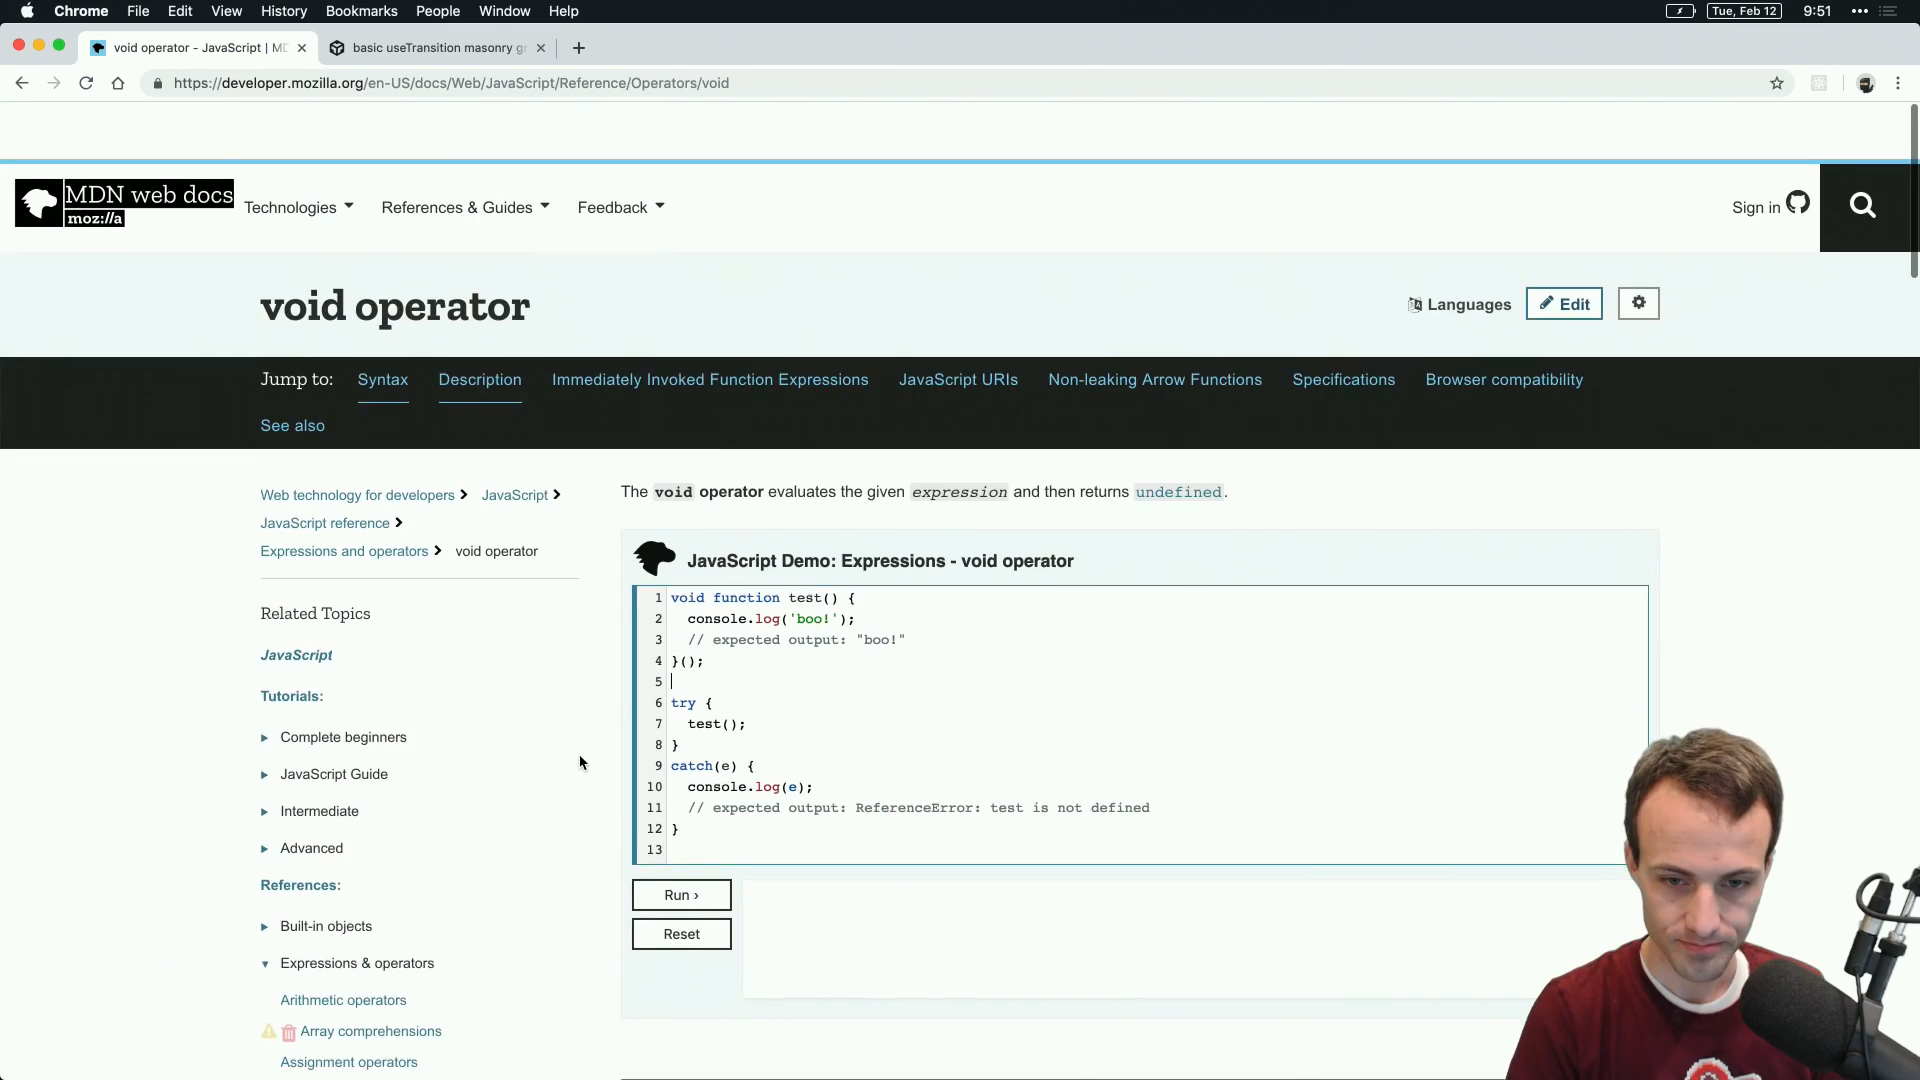 Chrome File Edit View History Bookmarks People Window Help Tue, Feb 12 9:51
void operator - JavaScript | MD basic useTransition masonry gr
https://developer.mozilla.org/en-US/docs/Web/JavaScript/Reference/Operators/void
MDN web docs
moz://a
Technologies References & Guides Feedback Sign in
void operator
Languages Edit
Jump to: Syntax Description Immediately Invoked Function Expressions JavaScript URIs Non-leaking Arrow Functions Specifications Browser compatibility
See also
Web technology for developers JavaScript
JavaScript reference
Expressions and operators void operator
Related Topics
JavaScript
Tutorials:
Complete beginners
JavaScript Guide
Intermediate
Advanced
References:
Built-in objects
Expressions & operators
Arithmetic operators
Array comprehensions
Assignment operators
The void operator evaluates the given expression and then returns undefined.
JavaScript Demo: Expressions - void operator
1 void function test() {
2 console.log('boo!');
3 // expected output: "boo!"
4 }();
5
6 try {
7 test();
8 }
9 catch(e) {
10 console.log(e);
11 // expected output: ReferenceError: test is not defined
12 }
13
Run ›
Reset